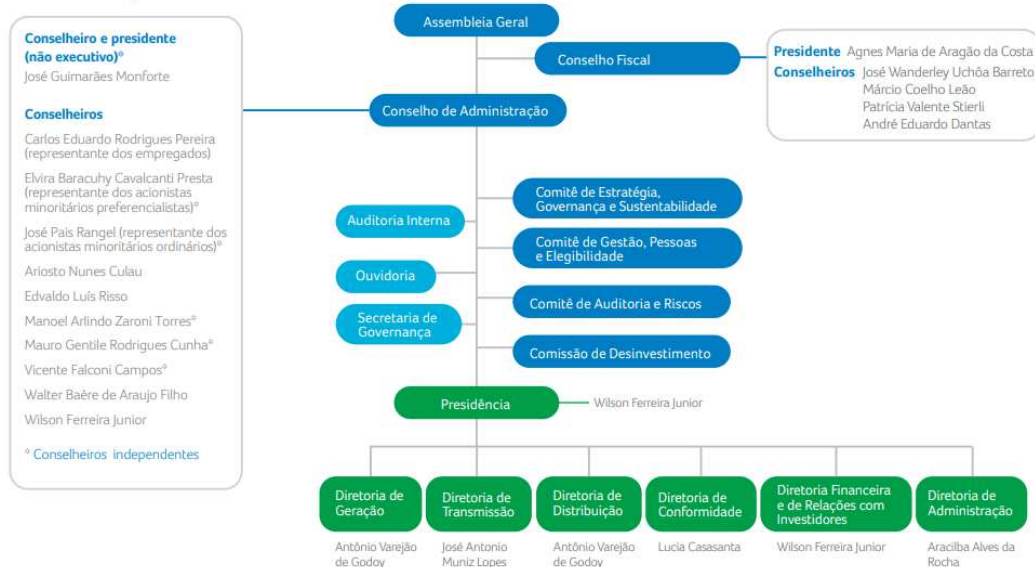 Assembleia Geral
Conselho Fiscal
Presidente Agnes Maria de Aragão da Costa
Conselheiros José Wanderley Uchôa Barreto
Márcio Coelho Leão
Patrícia Valente Stierli
André Eduardo Dantas
Conselheiro e presidente
(não executivo)*
José Guimarães Monforte
Conselheiros
Carlos Eduardo Rodrigues Pereira
(representante dos empregados)
Elvira Baracuhy Cavalcanti Presta
(representante dos acionistas
minoritários preferencialistas)*
José Pais Rangel (representante dos
acionistas minoritários ordinários)*
Ariosto Nunes Culau
Edvaldo Luís Risso
Manoel Arlindo Zaroni Torres*
Mauro Gentile Rodrigues Cunha*
Vicente Falconi Campos*
Walter Baère de Araujo Filho
Wilson Ferreira Junior
* Conselheiros independentes
Conselho de Administração
Auditoria Interna
Ouvidoria
Secretaria de
Governança
Comitê de Estratégia,
Governança e Sustentabilidade
Comitê de Gestão, Pessoas
e Elegibilidade
Comitê de Auditoria e Riscos
Comissão de Desinvestimento
Presidência
Wilson Ferreira Junior
Diretoria de
Geração
Antônio Varejão
de Godoy
Diretoria de
Transmissão
José Antonio
Muniz Lopes
Diretoria de
Distribuição
Antônio Varejão
de Godoy
Diretoria de
Conformidade
Lucia Casasanta
Diretoria Financeira
e de Relações com
Investidores
Wilson Ferreira Junior
Diretoria de
Administração
Aracilba Alves da
Rocha